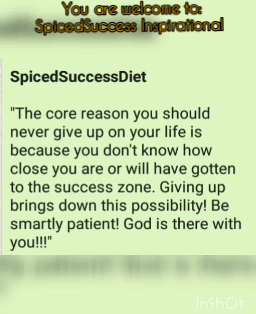 You are welcome to:
SpicedSuccess Inspirational
SpicedSuccessDiet
"The core reason you should
never give up on your life is
because you don't know how
close you are or will have gotten
to the success zone. Giving up
brings down this possibility! Be
smartly patient! God is there with
you!!!"
InShOt